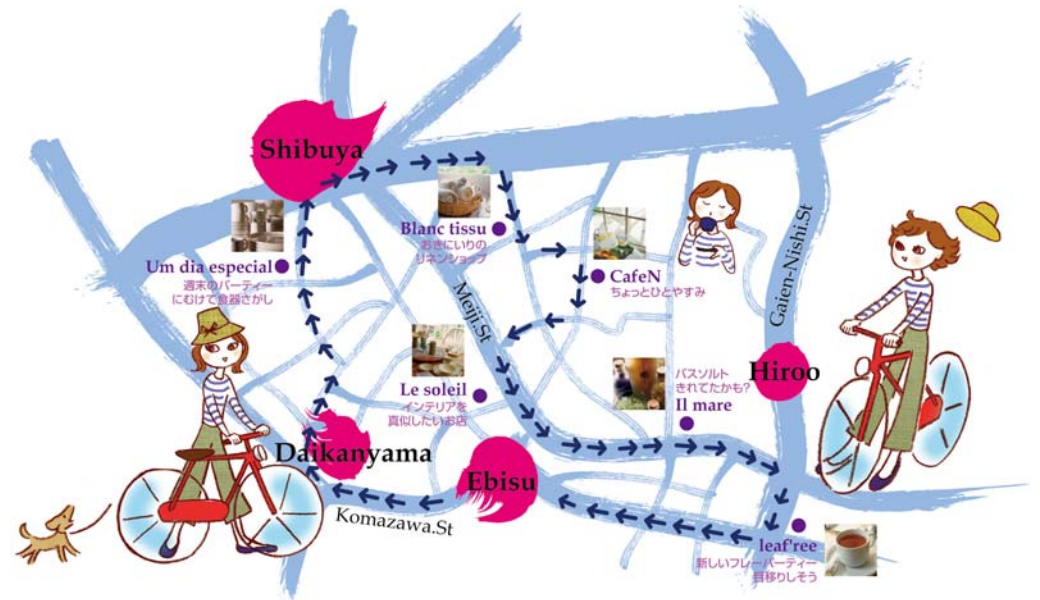 Shibuya
Blanc tissu
おきにいりの
リネンショップ
Um dia especial
週末のパーティー
にむけて食器さがし
CafeN
ちょっとひとやすみ
Meiji.St
Gaien-Nishi.St
Le soleil
インテリアを
真似したいお店
バスソルト
きれてたかも?
Il mare
Hiroo
Daikanyama
Ebisu
Komazawa.St
leaf'ree
新しいフレーバーティー
目移りしそう